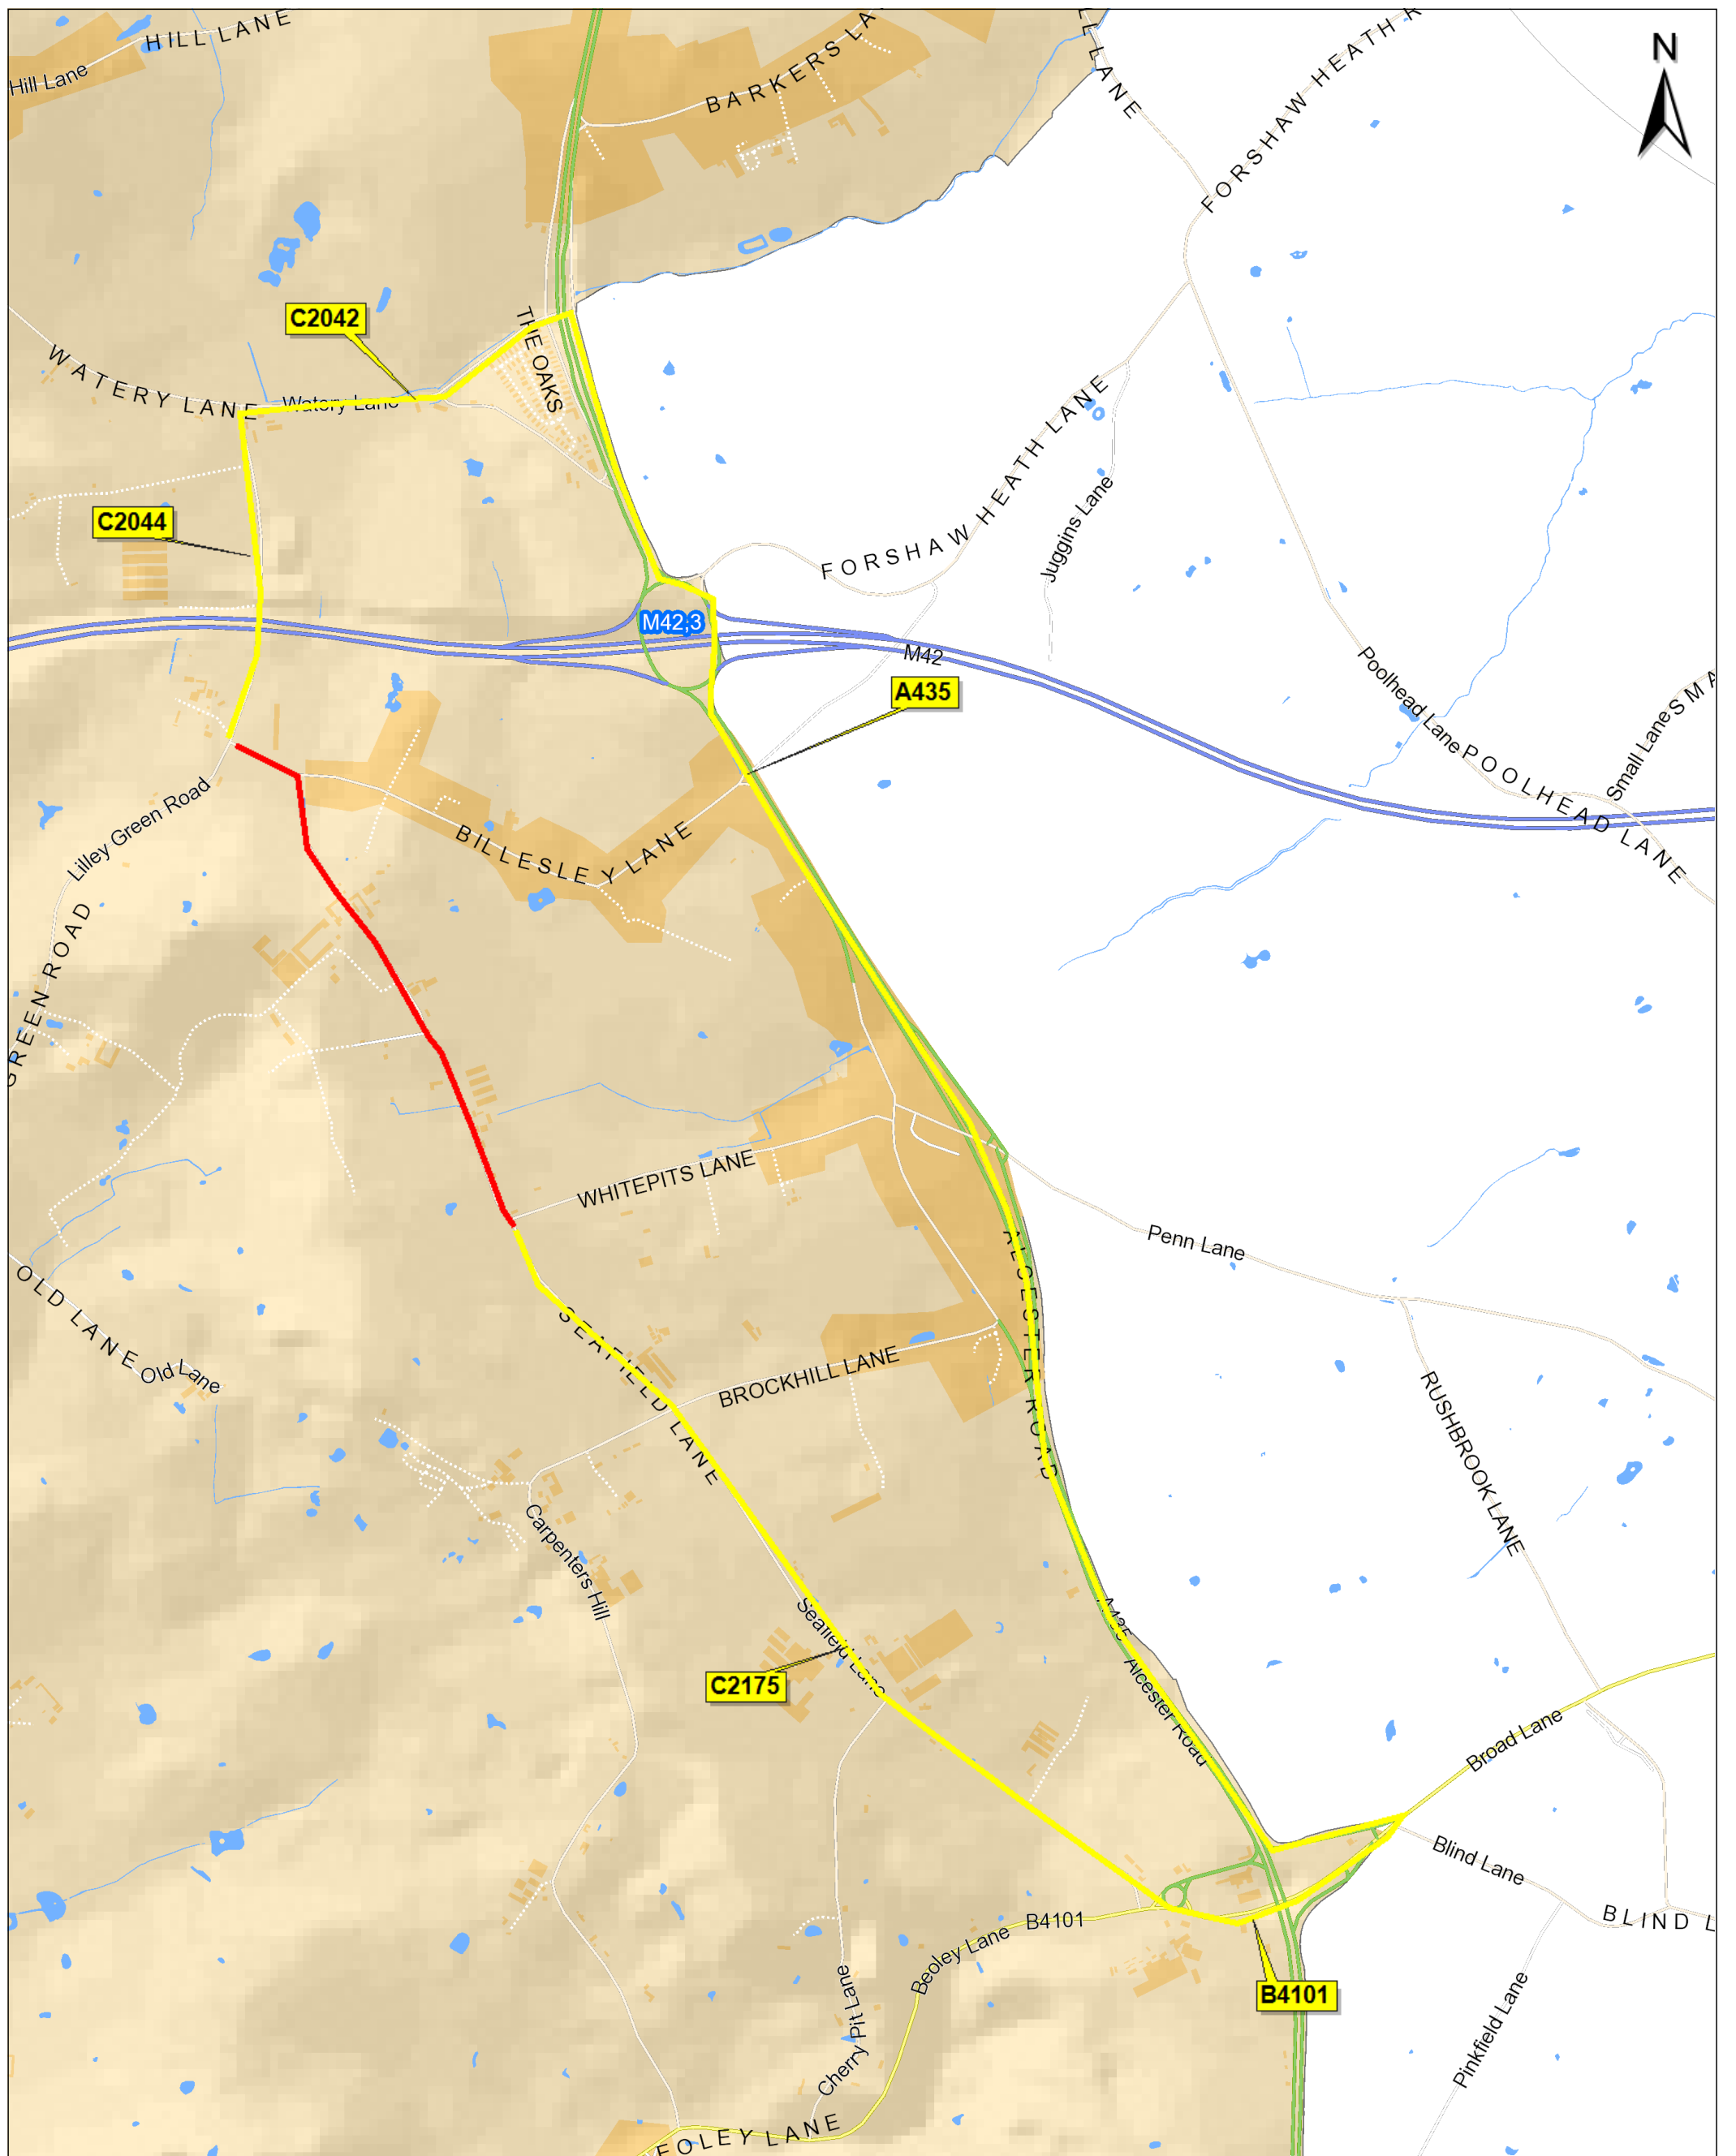 HILL LANE
Hill Lane
BARKERS LA
LL LANE
FORSHAW HEATH R
N
C2042
THE OAKS
WATERY LANE
Watery Lane
C2044
FORSHAW HEATH LANE
Juggins Lane
M42;3
M42
A435
Poolhead Lane
POOLHEAD LANE
Small Lane
SMA
Lilley Green Road
BILLESLEY LANE
GREEN ROAD
WHITEPITS LANE
Penn Lane
OLD LANE
Old Lane
SEAFIELD LANE
BROCKHILL LANE
ALCESTER ROAD
RUSHBROOK LANE
Carpenters Hill
Seafield Lane
A435
Alcester Road
C2175
Broad Lane
Blind Lane
BLIND L
B4101
Beoley Lane
B4101
Cherry Pit Lane
Pinkfield Lane
EOLEY LANE